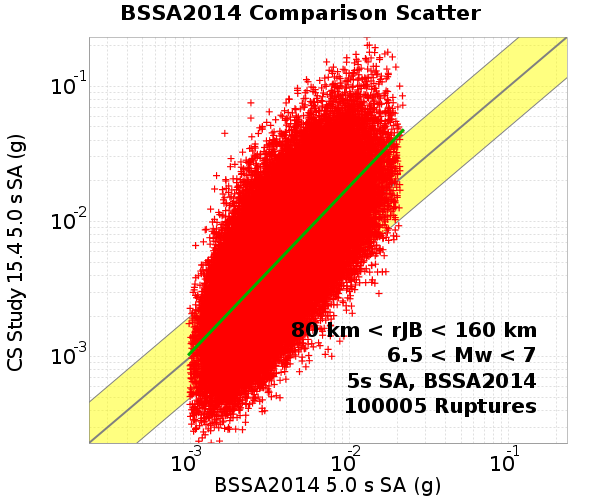 BSSA2014 Comparison Scatter
CS Study 15.4 5.0 s SA (g)
10-1
10-2
10-3
80 km < rJB < 160 km
6.5 < Mw < 7
5s SA, BSSA2014
100005 Ruptures
10-3 10-2 10-1
BSSA2014 5.0 s SA (g)